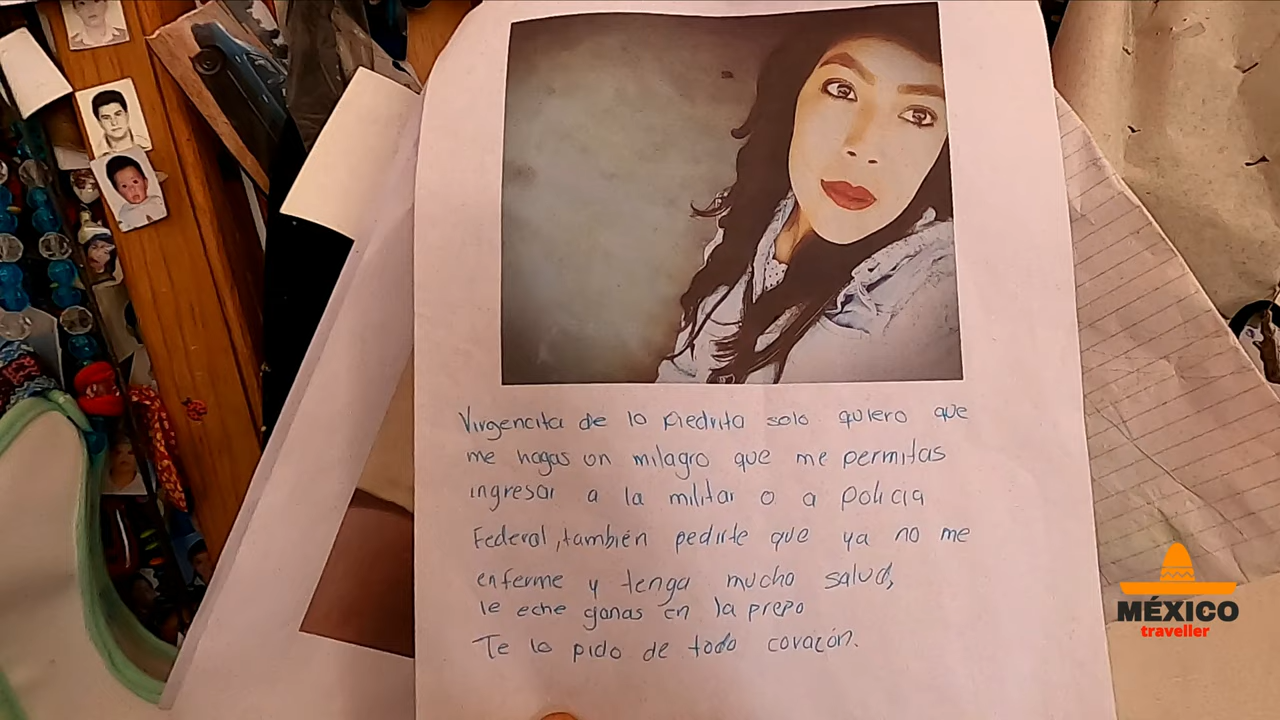 Virgencita de la Piedrita solo quiero que
me hagas un milagro que me permitas
ingresar a la militar o a Policia
Federal, también pedirte que ya no me
enferme y tenga mucho salud,
le eche ganas en la prepo
Te lo pido de todo corazón.
MÉXICO
traveller